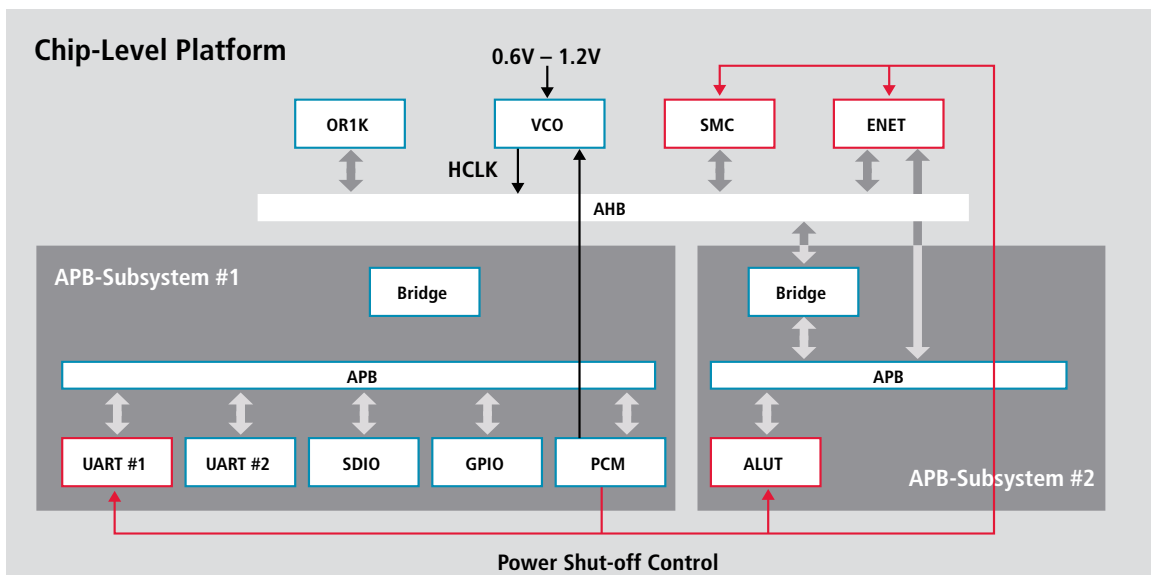 Chip-Level Platform
0.6V – 1.2V
OR1K
VCO
SMC
ENET
HCLK
AHB
APB-Subsystem #1
Bridge
Bridge
APB
APB
UART #1
UART #2
SDIO
GPIO
PCM
ALUT
APB-Subsystem #2
Power Shut-off Control